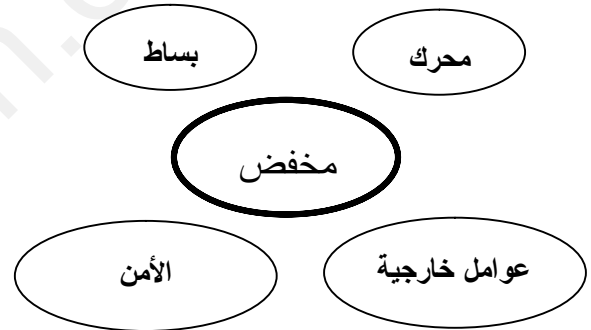 محرك
بساط
مخفض
عوامل خارجية
الأمن